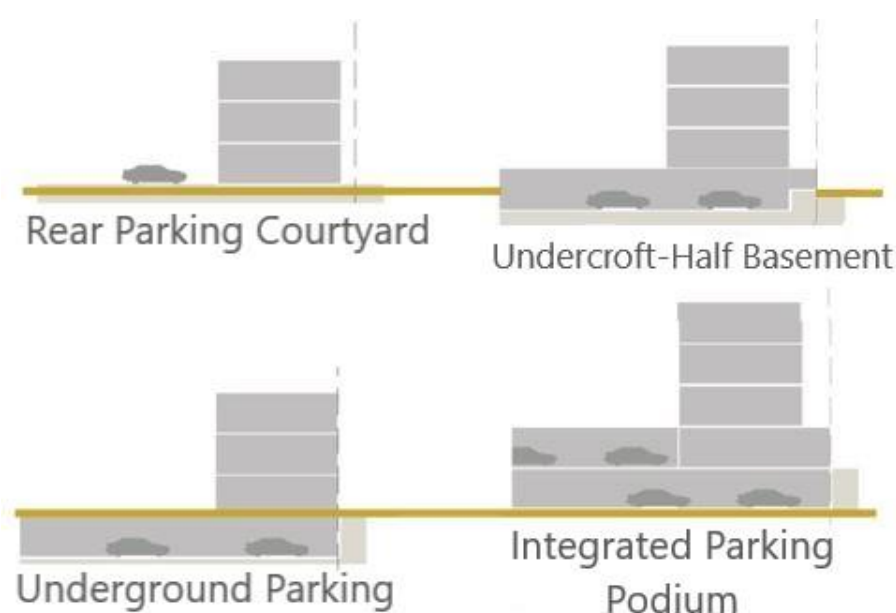 Rear Parking Courtyard
Undercroft-Half Basement
Underground Parking
Integrated Parking
Podium